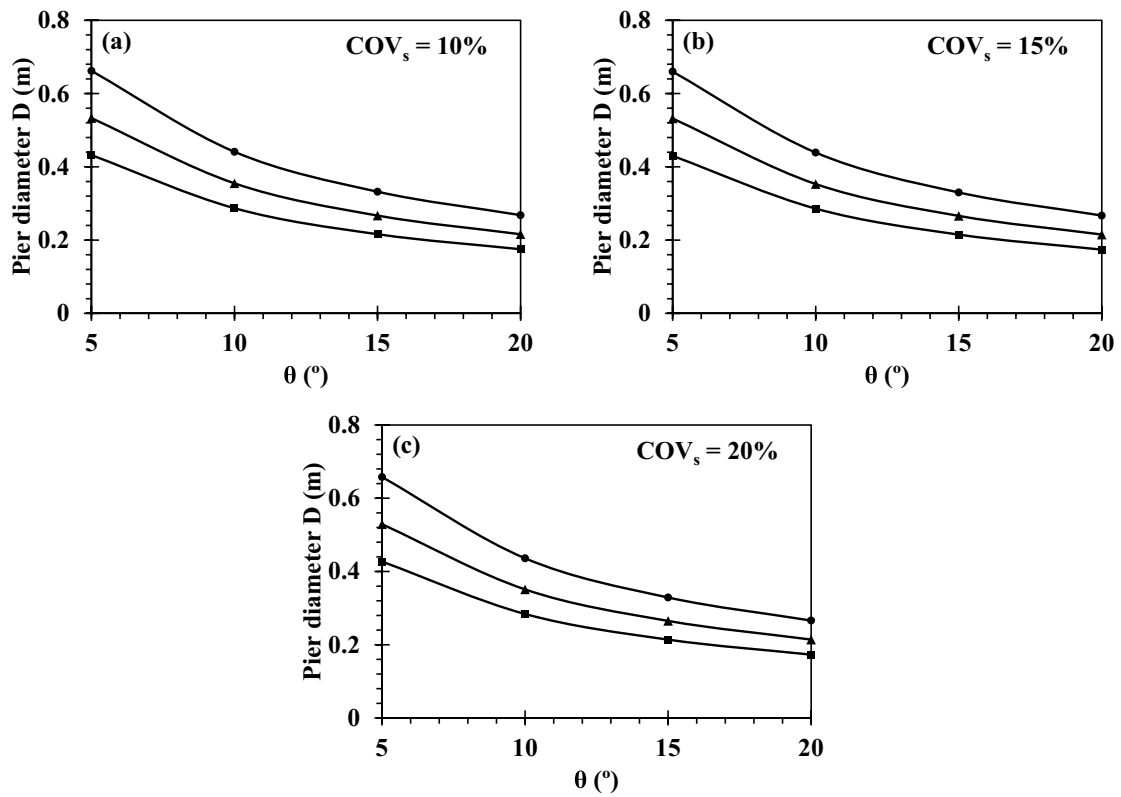 (a)
COVs = 10%
Pier diameter D (m)
0.8
0.6
0.4
0.2
0
5 10 15 20
θ (º)
(b)
COVs = 15%
Pier diameter D (m)
0.8
0.6
0.4
0.2
0
5 10 15 20
θ (º)
(c)
COVs = 20%
Pier diameter D (m)
0.8
0.6
0.4
0.2
0
5 10 15 20
θ (º)